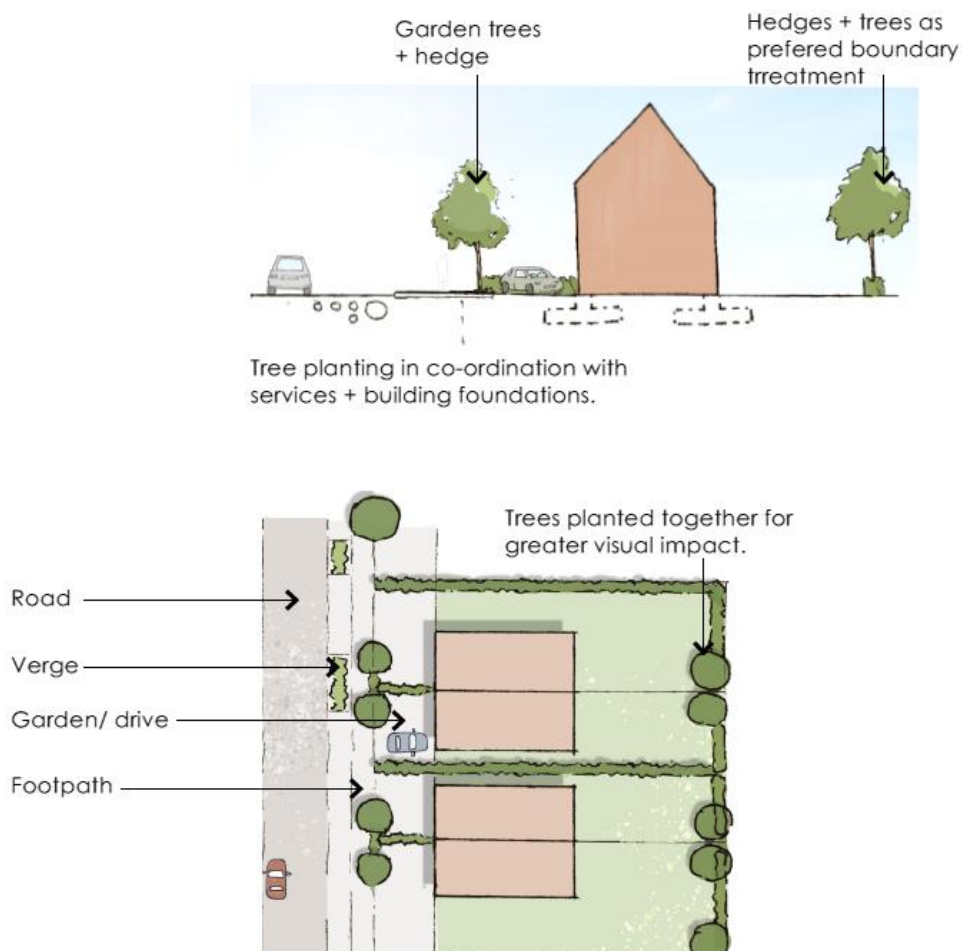 Garden trees
+ hedge
Hedges + trees as
prefered boundary
trreatment
Tree planting in co-ordination with
services + building foundations.
Trees planted together for
greater visual impact.
Road
Verge
Garden/ drive
Footpath